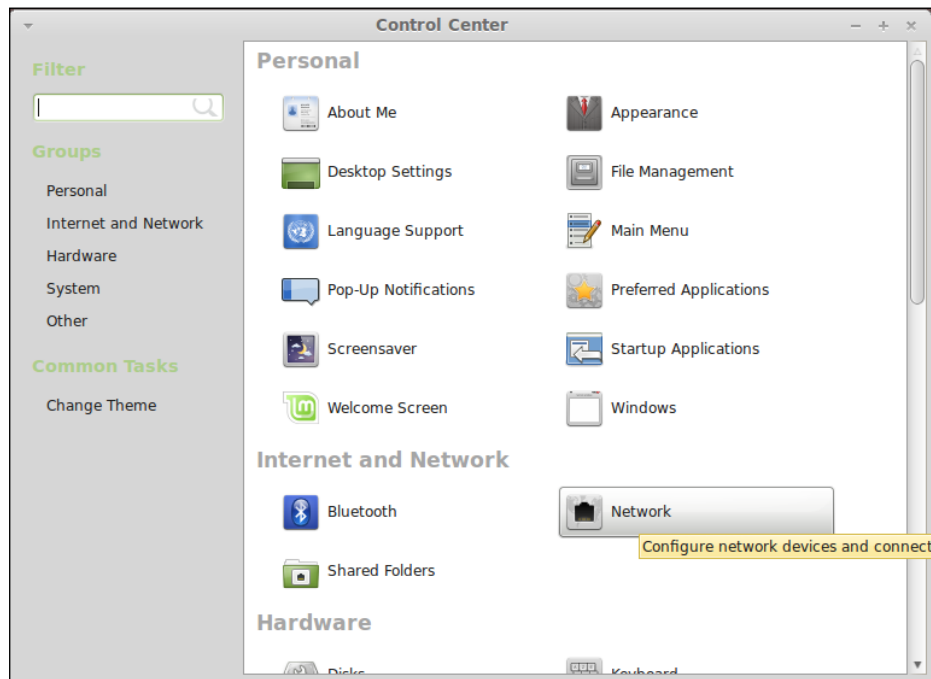 Control Center
Filter
Groups
Personal
Internet and Network
Hardware
System
Other
Common Tasks
Change Theme
Personal
About Me
Appearance
Desktop Settings
File Management
Language Support
Main Menu
Pop-Up Notifications
Preferred Applications
Screensaver
Startup Applications
Welcome Screen
Windows
Internet and Network
Bluetooth
Network
Configure network devices and connect
Shared Folders
Hardware
Disks
Keyboard